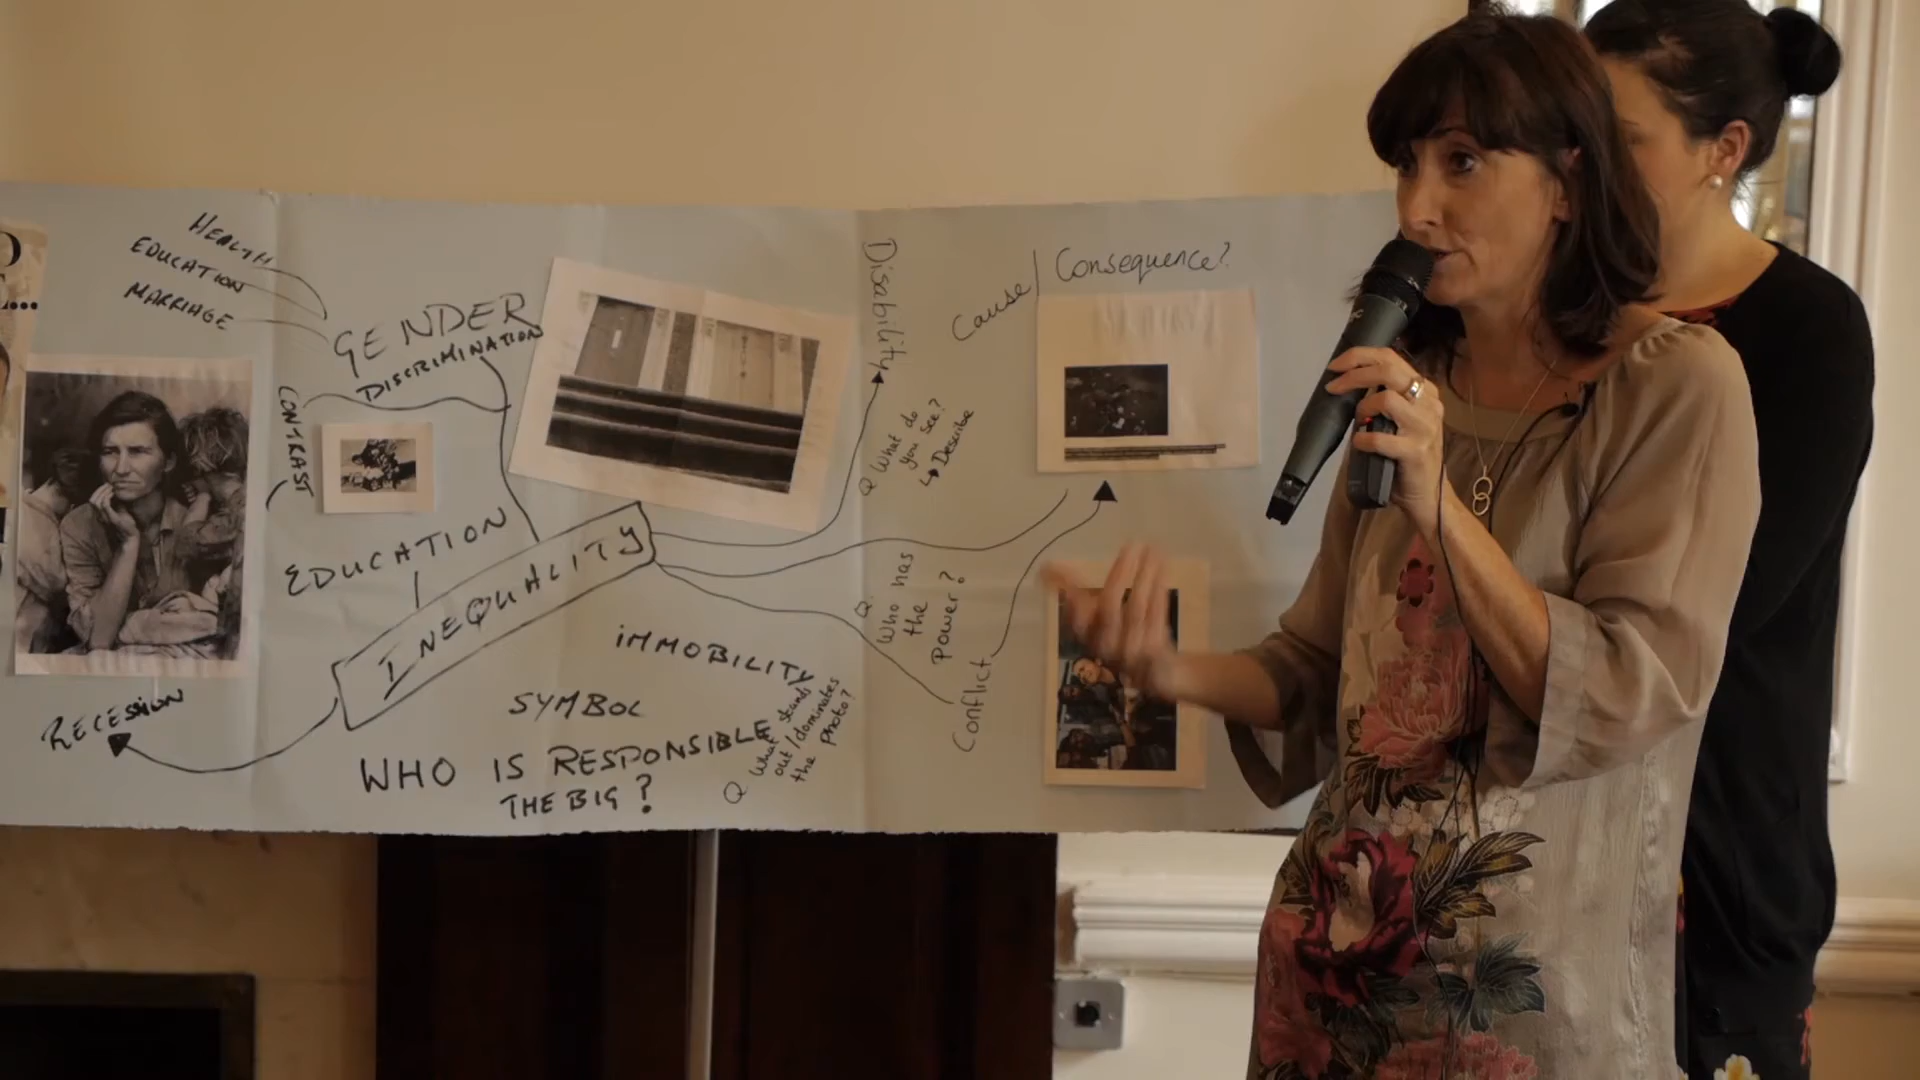 HEALTH
EDUCATION
MARRIAGE
GENDER
DISCRIMINATION
CONTRAST
EDUCATION
INEQUALITY
RECESSION
IMMOBILITY
SYMBOL
WHO IS RESPONSIBLE
THE BIG?
Q What stands
out/dominates
the photo?
Disability
Q What do
you see?
↳ Describe
Cause/Consequence?
Q.
Who has
the
power?
Conflict